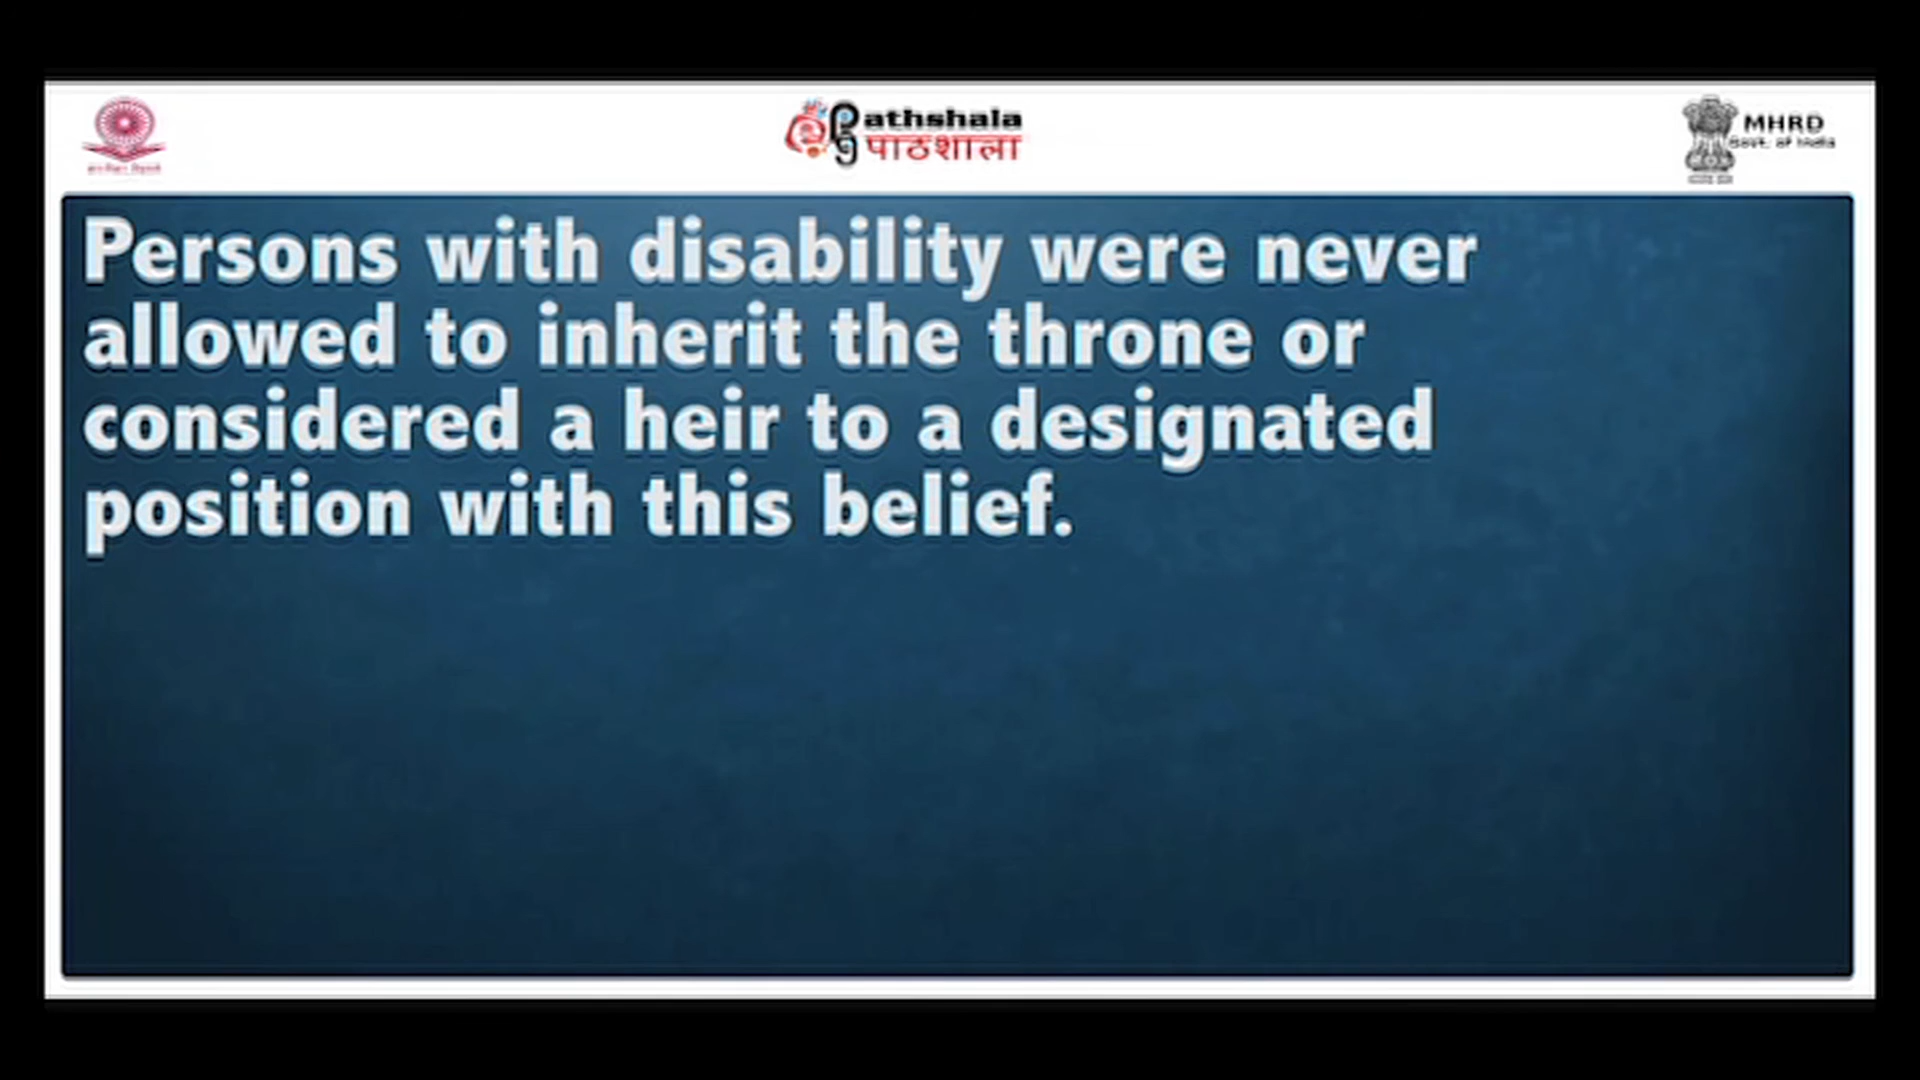 Pathshala
पाठशाला
MHRD
Govt. of India
Persons with disability were never
allowed to inherit the throne or
considered a heir to a designated
position with this belief.